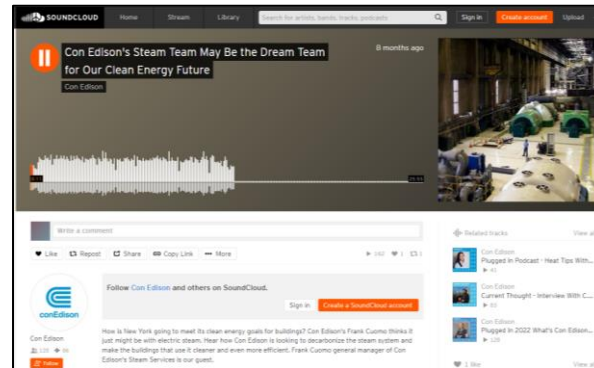 SOUNDCLOUD Home Stream Library Search for artists, bands, tracks, podcasts Sign in Create account Upload
Con Edison's Steam Team May Be the Dream Team
for Our Clean Energy Future
Con Edison
8 months ago
Write a comment
Like Repost Share Copy Link More
1
Follow Con Edison and others on SoundCloud.
Sign in Create a SoundCloud account
conEdison
Con Edison
Follow
How is New York going to meet its clean energy goals for buildings? Con Edison's Frank Cuomo thinks it
just might be with electric steam. Hear how Con Edison is looking to decarbonize the steam system and
make the buildings that use it cleaner and even more efficient. Frank Cuomo general manager of Con
Edison's Steam Services is our guest.
Related tracks
Con Edison
Plugged In Podcast - Heat Tips With...
Con Edison
Current Thought - Interview With C...
Con Edison
Plugged In 2022 What's Con Edison...
1 like